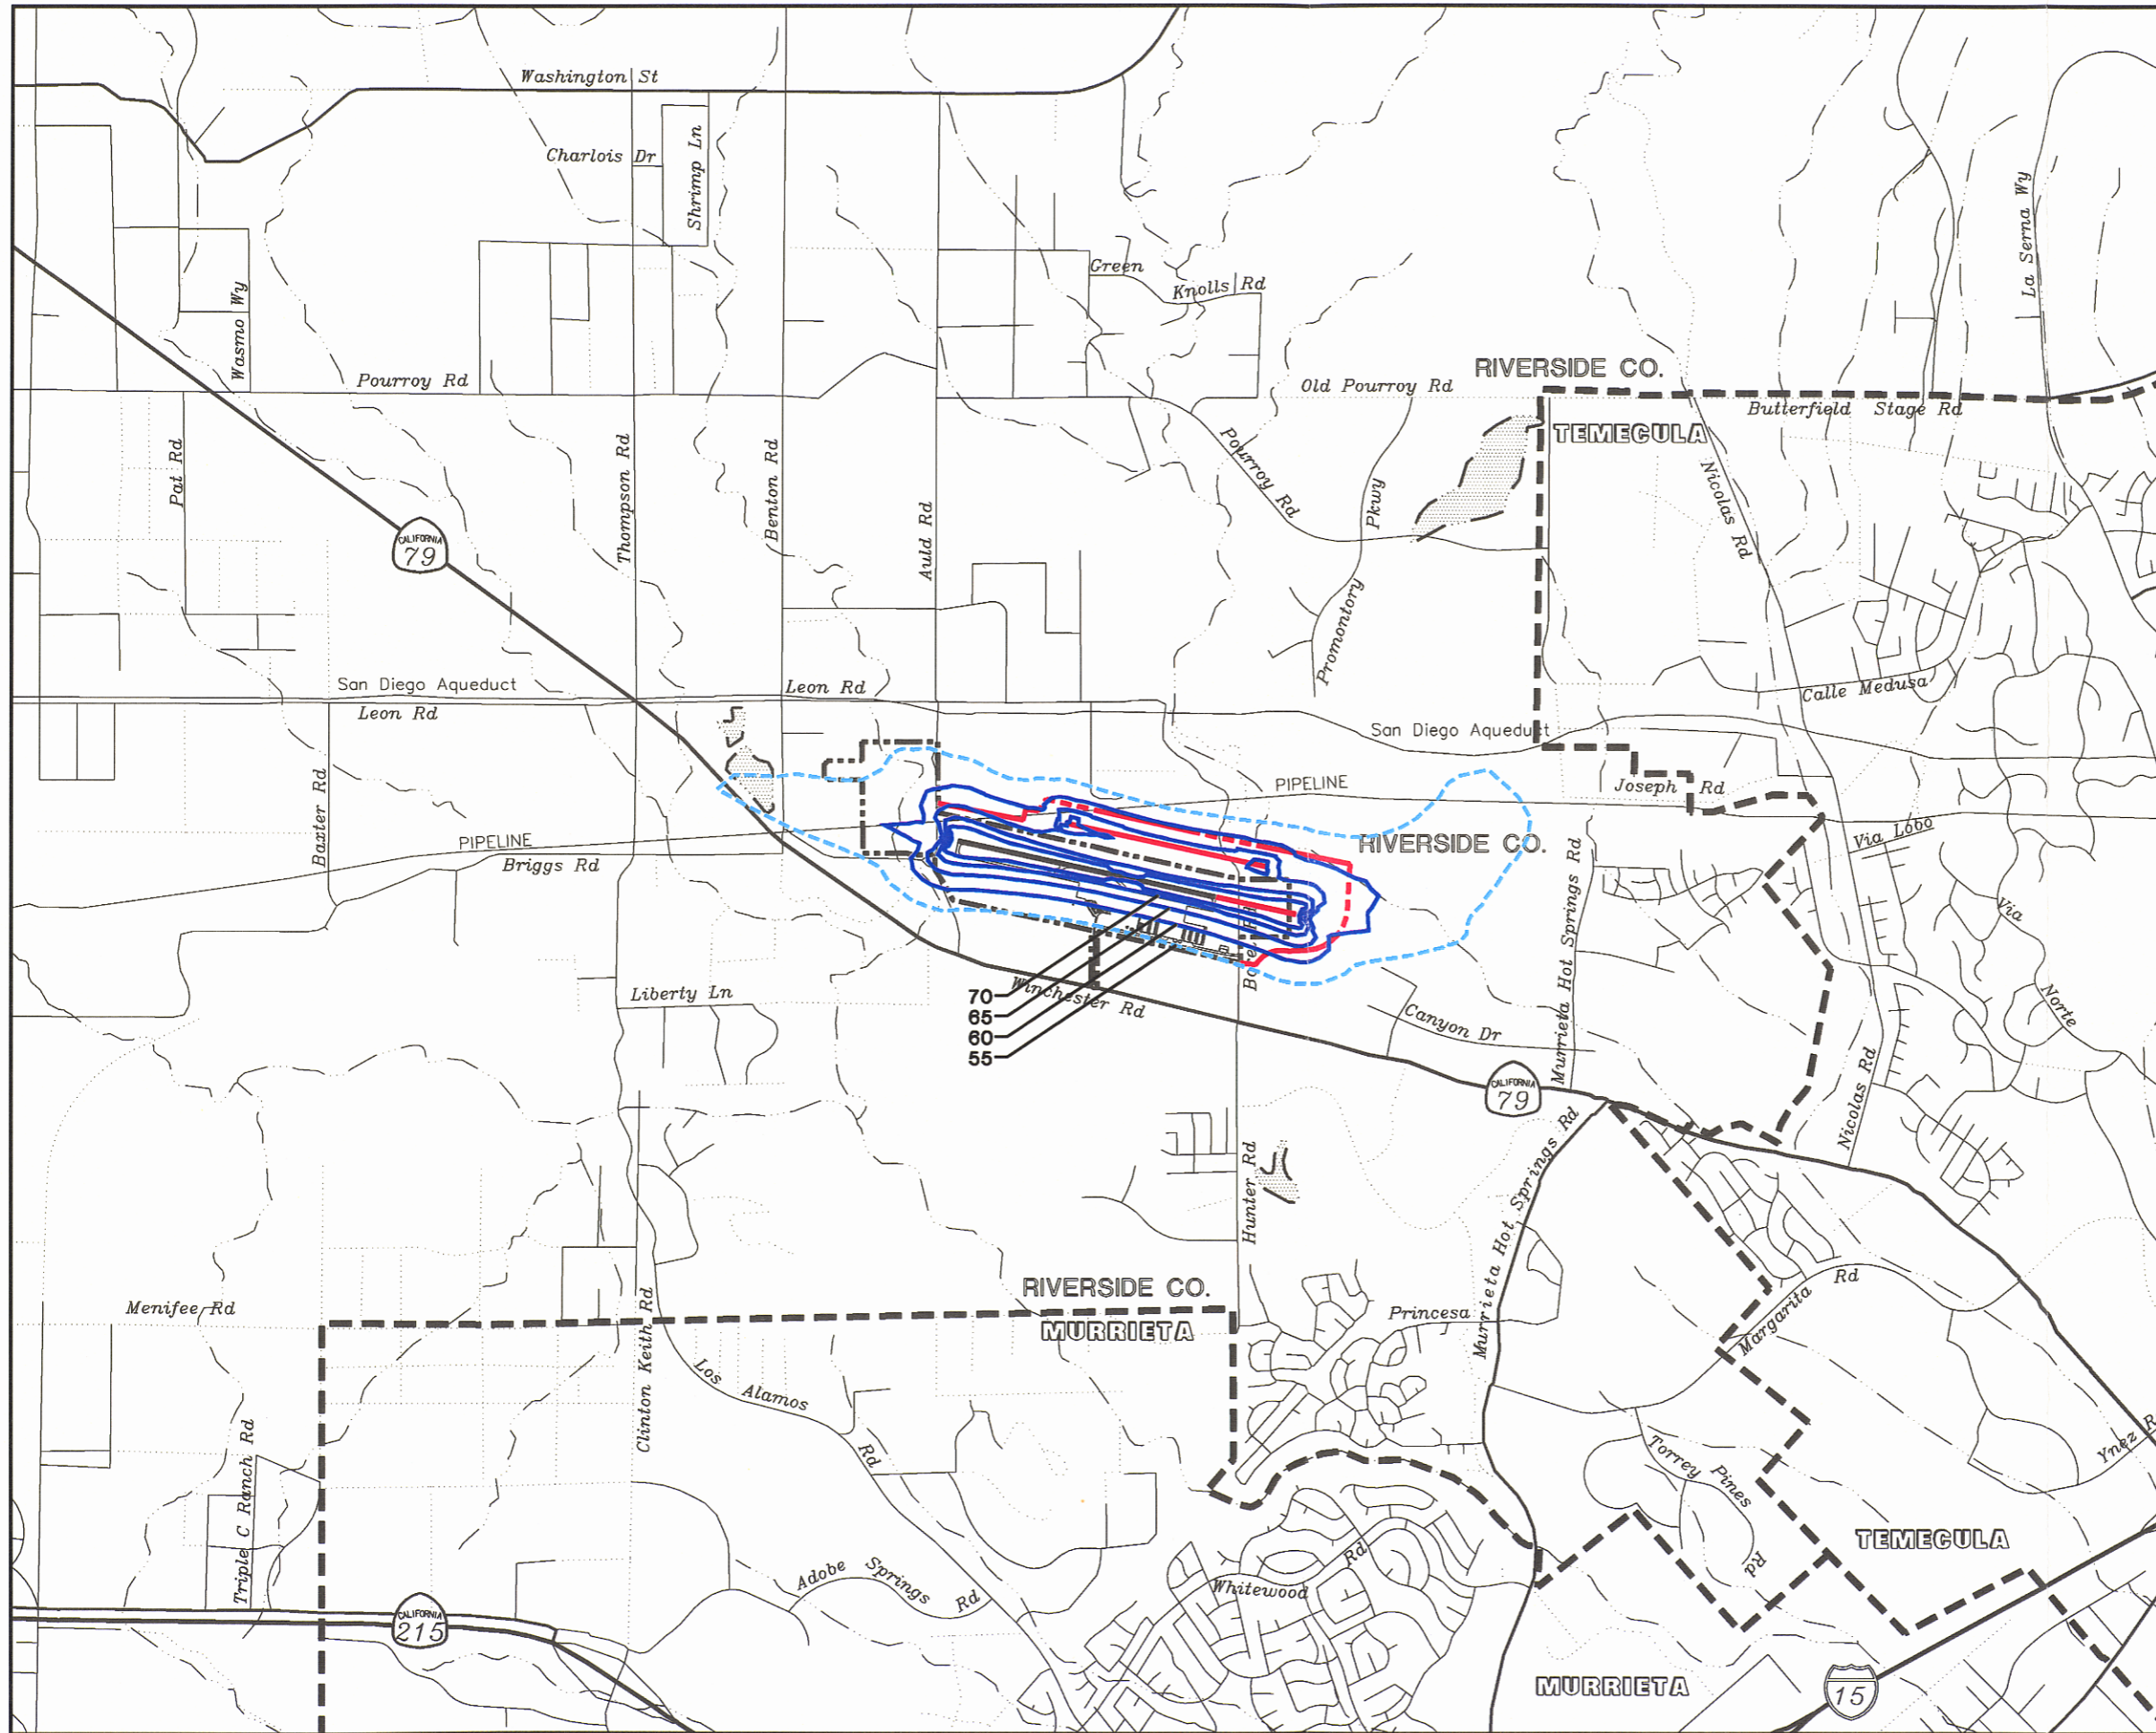 Washington St
Charlois Dr
Shrimp Ln
La Serna Wy
Green
Knolls Rd
Wasmo Wy
RIVERSIDE CO.
Pourroy Rd
Old Pourroy Rd
Butterfield Stage Rd
TEMECULA
Pat Rd
Thompson Rd
Benton Rd
Auld Rd
Pourroy Rd
Pkwy
Promontory
Nicolas Rd
CALIFORNIA
79
San Diego Aqueduct
Leon Rd
Leon Rd
Calle Medusa
San Diego Aqueduct
PIPELINE
Joseph Rd
Baxter Rd
PIPELINE
Briggs Rd
RIVERSIDE CO.
Via Lobo
Via
Norte
Murrieta Hot Springs Rd
Liberty Ln
Winchester Rd
70
65
60
55
Canyon Dr
CALIFORNIA
79
Nicolas Rd
Hunter Rd
Murrieta Hot Springs Rd
RIVERSIDE CO.
MURRIETA
Menifee Rd
Princesa
Rd
Margarita
Clinton Keith Rd
Los Alamos
Rd
Triple C Ranch Rd
Torrey Pines
Rd
Ynez
TEMECULA
Adobe Springs Rd
Whitewood
Rd
CALIFORNIA
215
MURRIETA
15